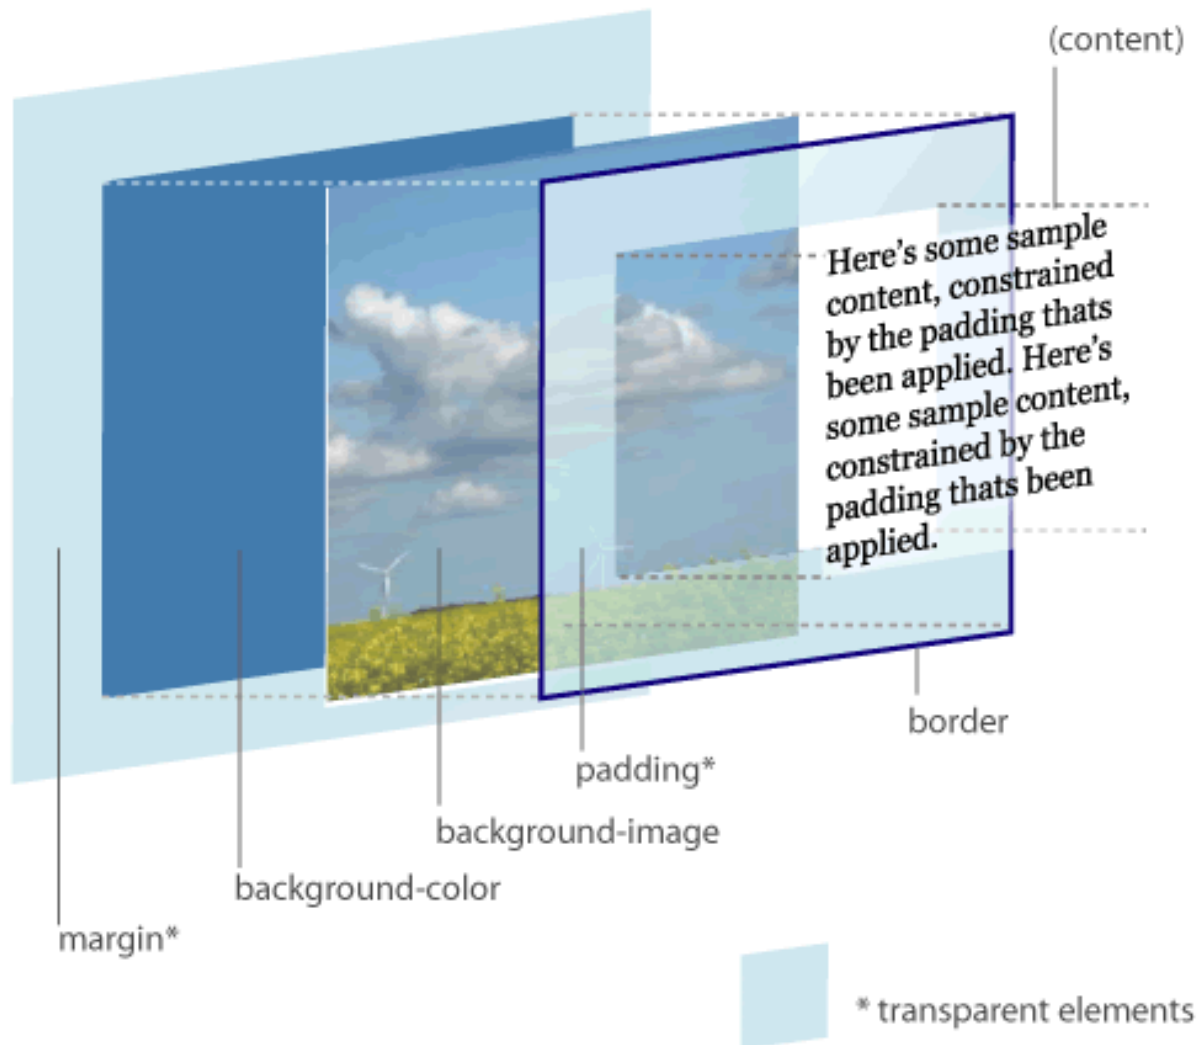 (content)
Here’s some sample
content, constrained
by the padding thats
been applied. Here’s
some sample content,
constrained by the
padding thats been
applied.
border
padding*
background-image
background-color
margin*
* transparent elements